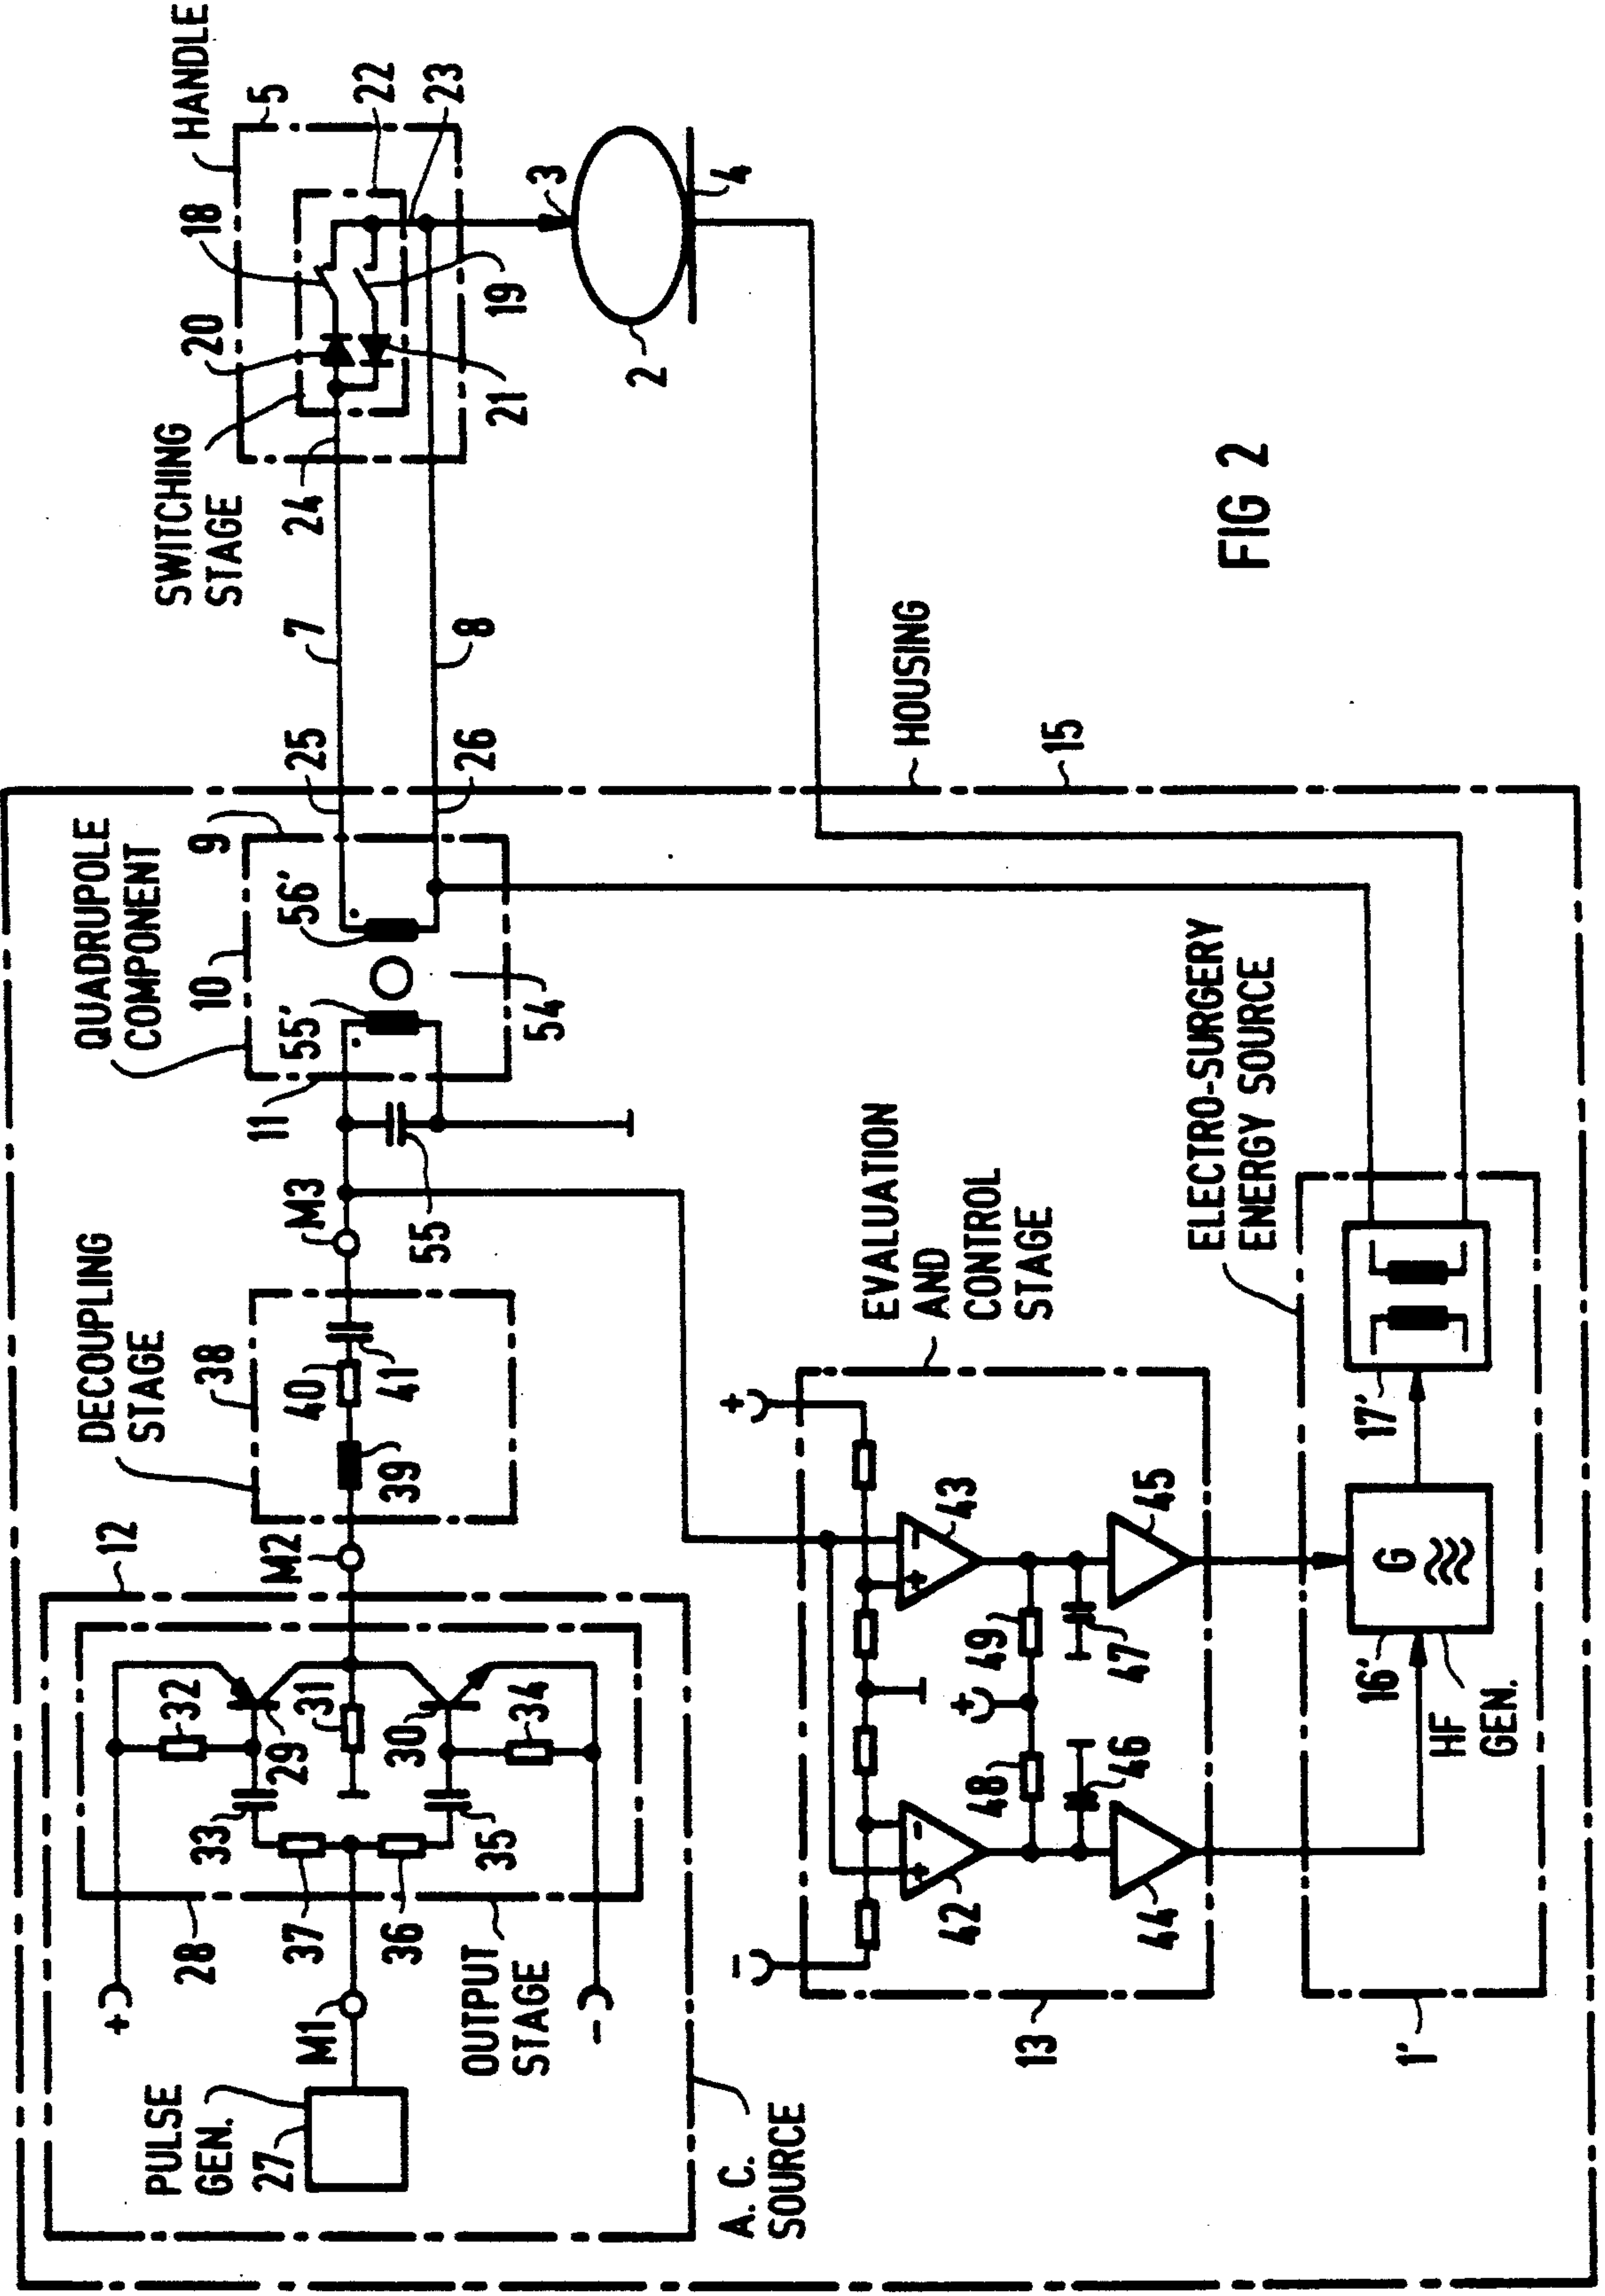 HANDLE
5
22
23
18
20
19
21
SWITCHING
STAGE
24
3
4
2
7
8
25
26
FIG 2
HOUSING
15
QUADRUPOLE
COMPONENT
9
10
56'
55'
54
11
55
M3
DECOUPLING
STAGE
38
40
41
39
M2
12
32
29
31
30
34
33
35
37
36
28
OUTPUT
STAGE
+
-
M1
PULSE
GEN.
27
A. C.
SOURCE
EVALUATION
AND
CONTROL
STAGE
+
-
43
+
-
45
49
47
+
48
46
42
-
+
44
13
ELECTRO-SURGERY
ENERGY SOURCE
17'
G
16'
HF
GEN.
1'